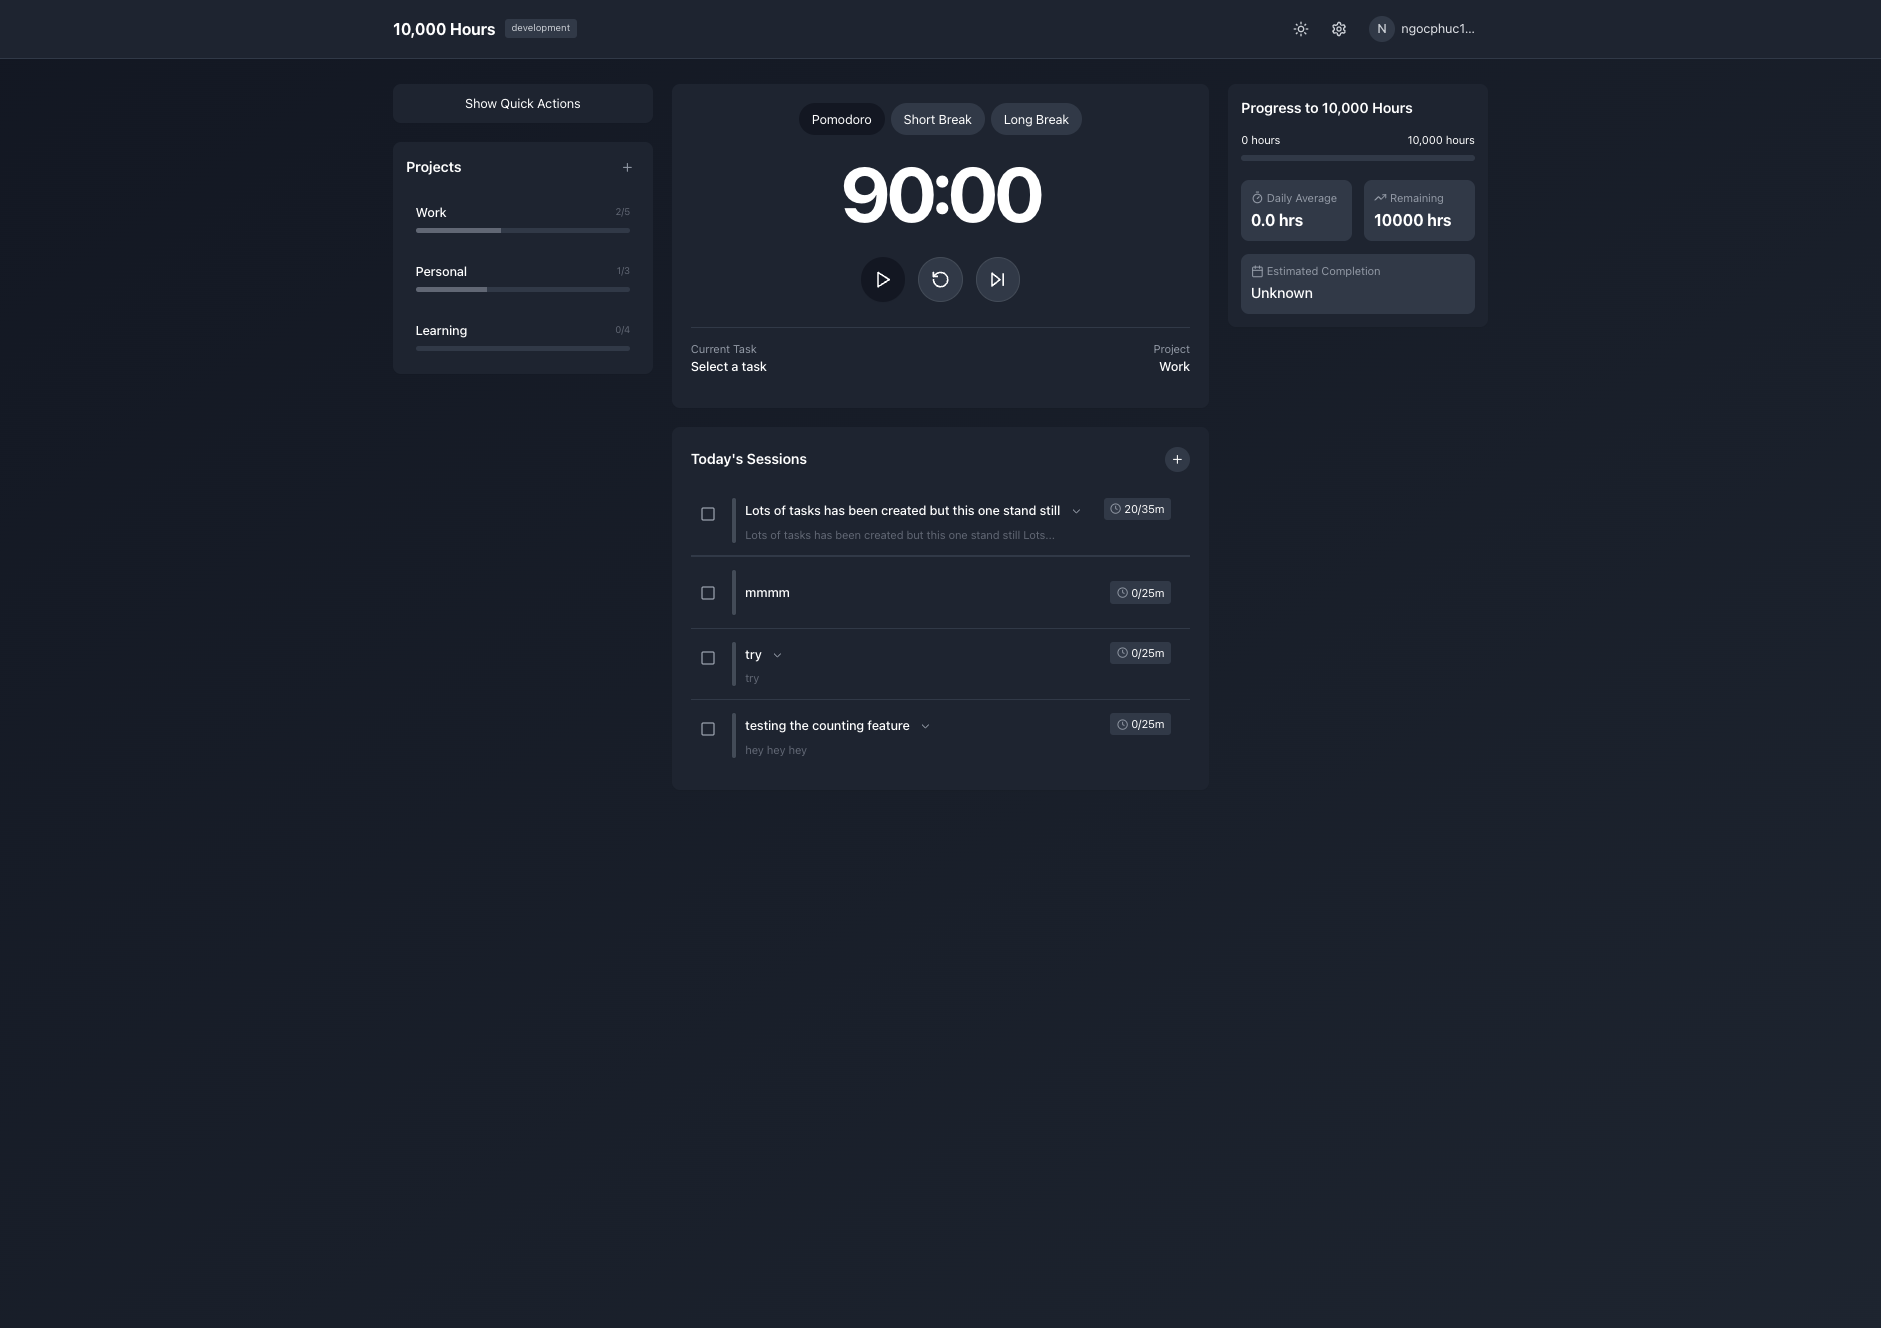 10,000 Hours development
N ngocphuc1...
Show Quick Actions
Projects
Work 2/5
Personal 1/3
Learning 0/4
Pomodoro Short Break Long Break
90:00
Current Task Project
Select a task Work
Today's Sessions
Lots of tasks has been created but this one stand still 20/35m
Lots of tasks has been created but this one stand still Lots...
mmmm 0/25m
try 0/25m
try
testing the counting feature 0/25m
hey hey hey
Progress to 10,000 Hours
0 hours 10,000 hours
Daily Average Remaining
0.0 hrs 10000 hrs
Estimated Completion
Unknown